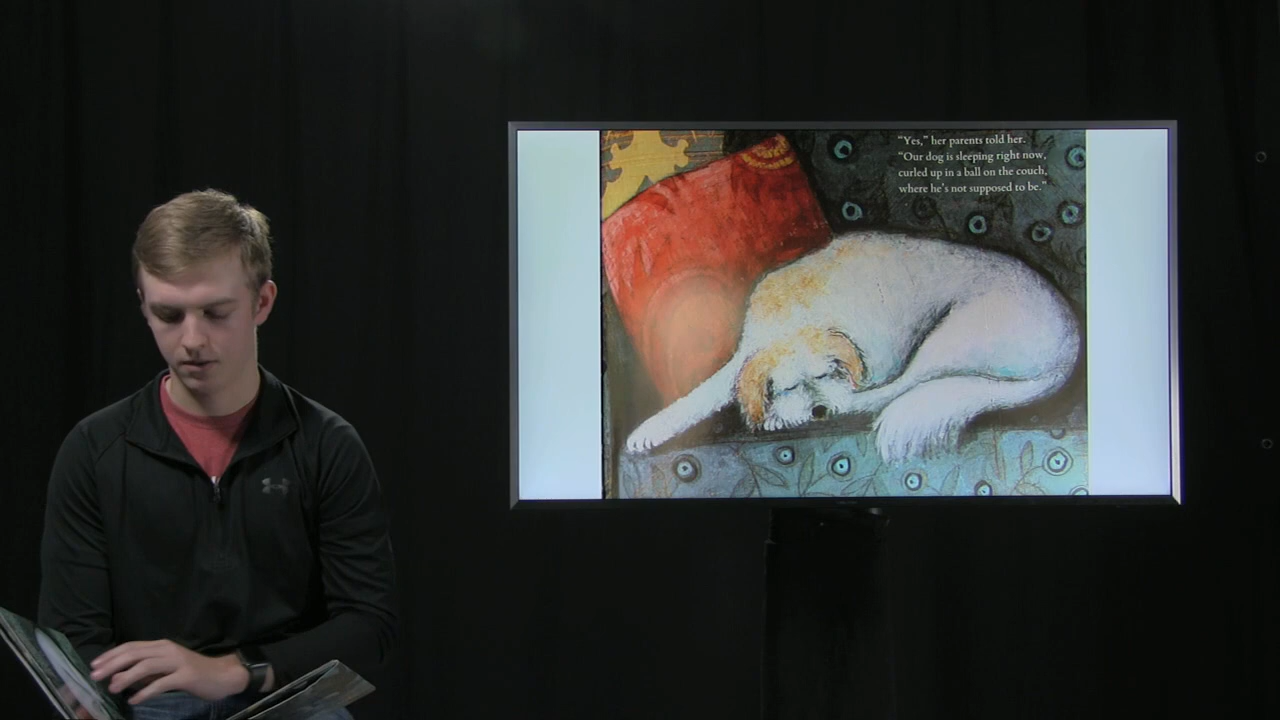 “Yes,” her parents told her.
“Our dog is sleeping right now,
curled up in a ball on the couch,
where he’s not supposed to be.”